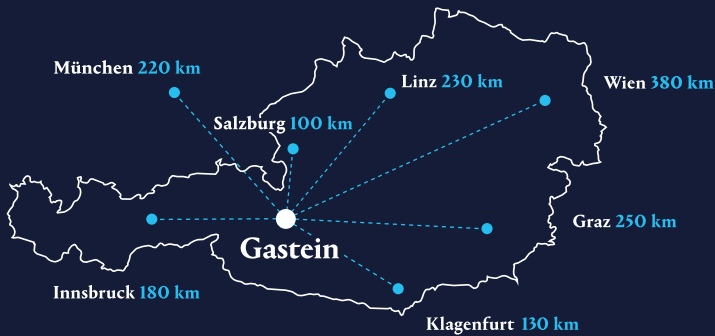 München 220 km
Linz 230 km
Wien 380 km
Salzburg 100 km
Graz 250 km
Gastein
Innsbruck 180 km
Klagenfurt 130 km